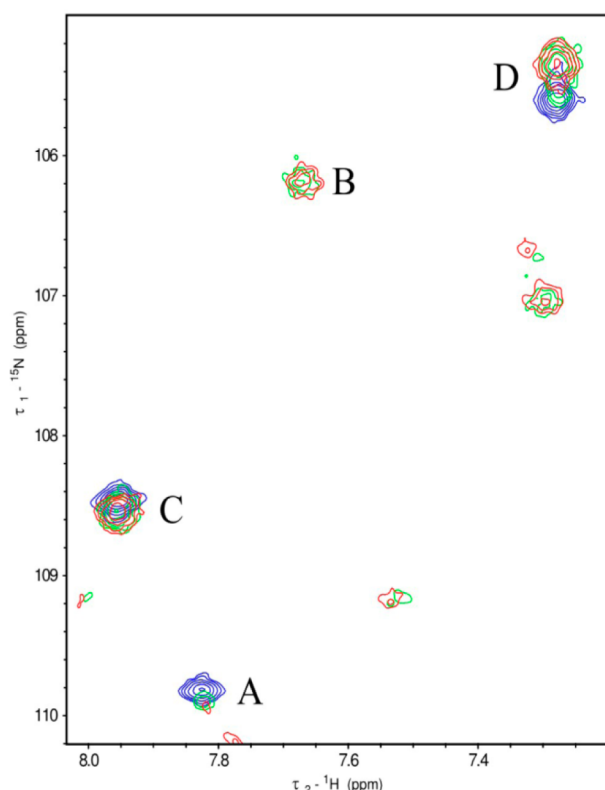 D
106
B
107
τ 1 - 15N (ppm)
108
C
109
A
110
8.0 7.8 7.6 7.4
τ 2 - 1H (ppm)